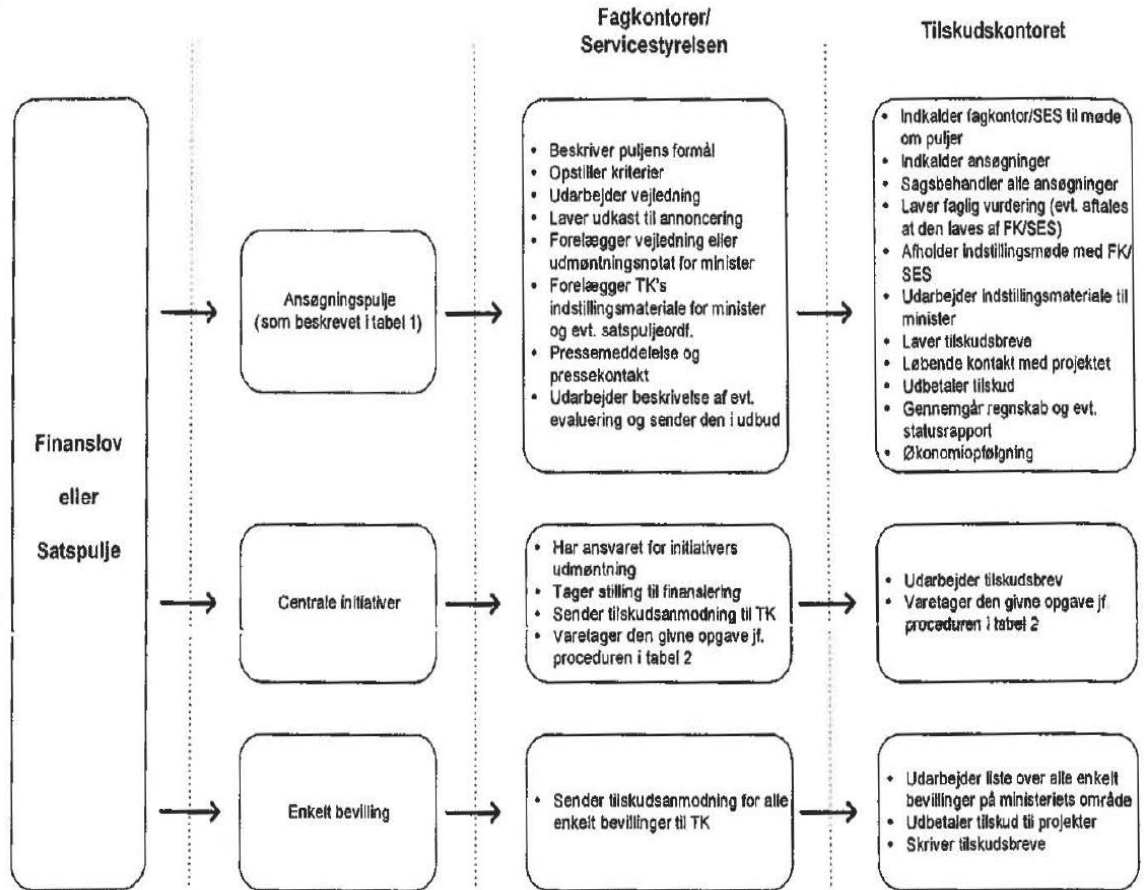 Fagkontorer/
Servicestyrelsen
Tilskudskontoret
Finanslov
eller
Satspulje
Ansøgningspulje
(som beskrevet i tabel 1)
• Beskriver puljens formål
• Opstiller kriterier
• Udarbejder vejledning
• Laver udkast til annoncering
• Forelægger vejledning eller
udmøntningsnotat for minister
• Forelægger TK's
indstillingsmateriale for minister
og evt. satspuljeordf.
• Pressemeddelelse og
pressekontakt
• Udarbejder beskrivelse af evt.
evaluering og sender den i udbud
• Indkalder fagkontor/SES til møde
om puljer
• Indkalder ansøgninger
• Sagsbehandler alle ansøgninger
• Laver faglig vurdering (evt. aftales
at den laves af FK/SES)
• Afholder indstillingsmøde med FK/
SES
• Udarbejder indstillingsmateriale til
minister
• Laver tilskudsbreve
• Løbende kontakt med projektet
• Udbetaler tilskud
• Gennemgår regnskab og evt.
statusrapport
• Økonomiopfølgning
Centrale initiativer
• Har ansvaret for initiativers
udmøntning
• Tager stilling til finansiering
• Sender tilskudsanmodning til TK
• Varetager den givne opgave jf.
proceduren i tabel 2
• Udarbejder tilskudsbrev
• Varetager den givne opgave jf.
proceduren i tabel 2
Enkelt bevilling
• Sender tilskudsanmodning for alle
enkelt bevillinger til TK
• Udarbejder liste over alle enkelt
bevillinger på ministeriets område
• Udbetaler tilskud til projekter
• Skriver tilskudsbreve